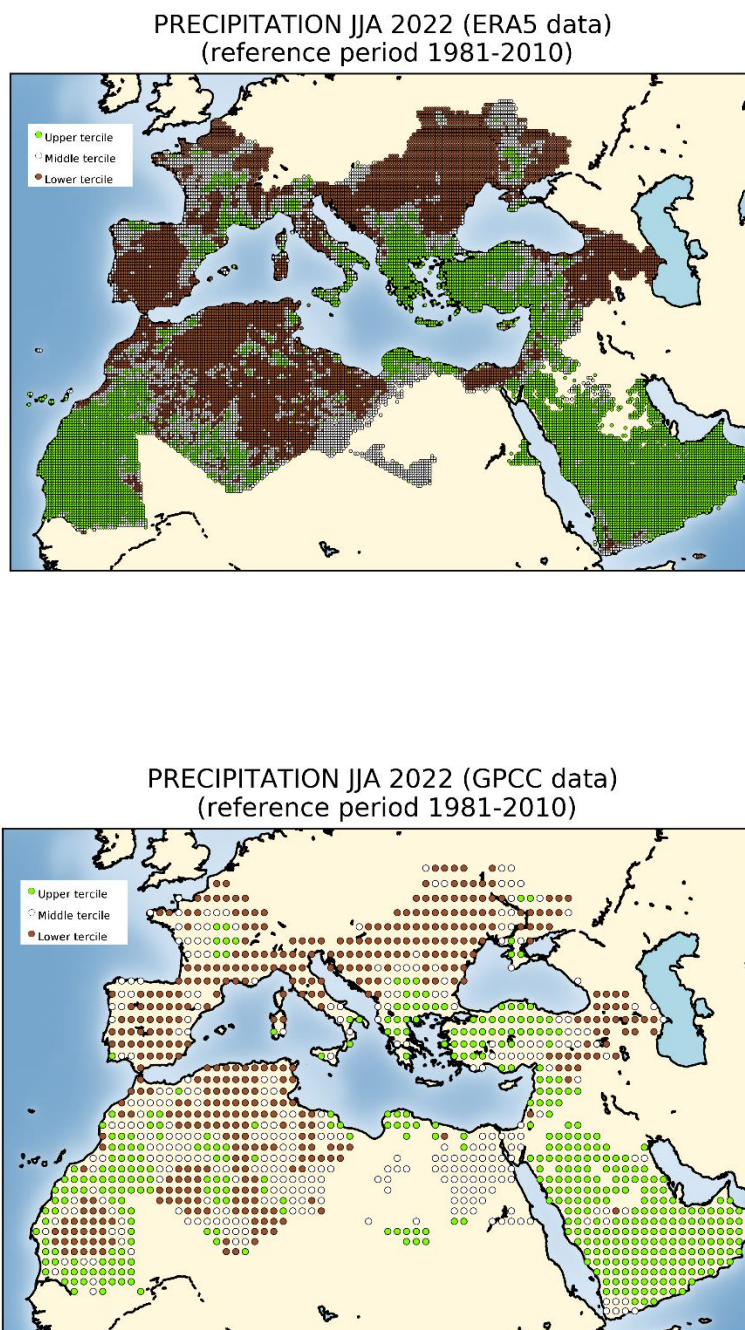 PRECIPITATION JJA 2022 (ERA5 data)
(reference period 1981-2010)
Upper tercile
Middle tercile
Lower tercile
PRECIPITATION JJA 2022 (GPCC data)
(reference period 1981-2010)
Upper tercile
Middle tercile
Lower tercile